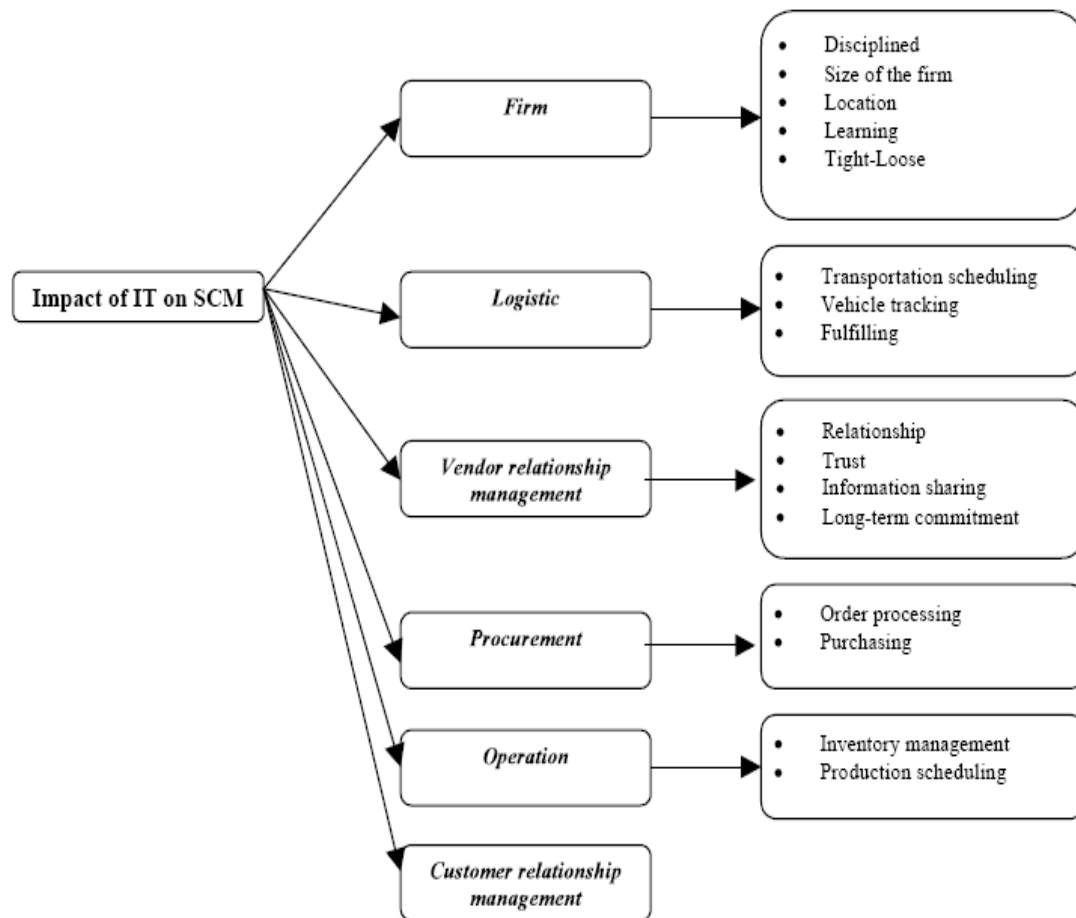 Firm
• Disciplined
• Size of the firm
• Location
• Learning
• Tight-Loose
Impact of IT on SCM
Logistic
• Transportation scheduling
• Vehicle tracking
• Fulfilling
Vendor relationship
management
• Relationship
• Trust
• Information sharing
• Long-term commitment
Procurement
• Order processing
• Purchasing
Operation
• Inventory management
• Production scheduling
Customer relationship
management